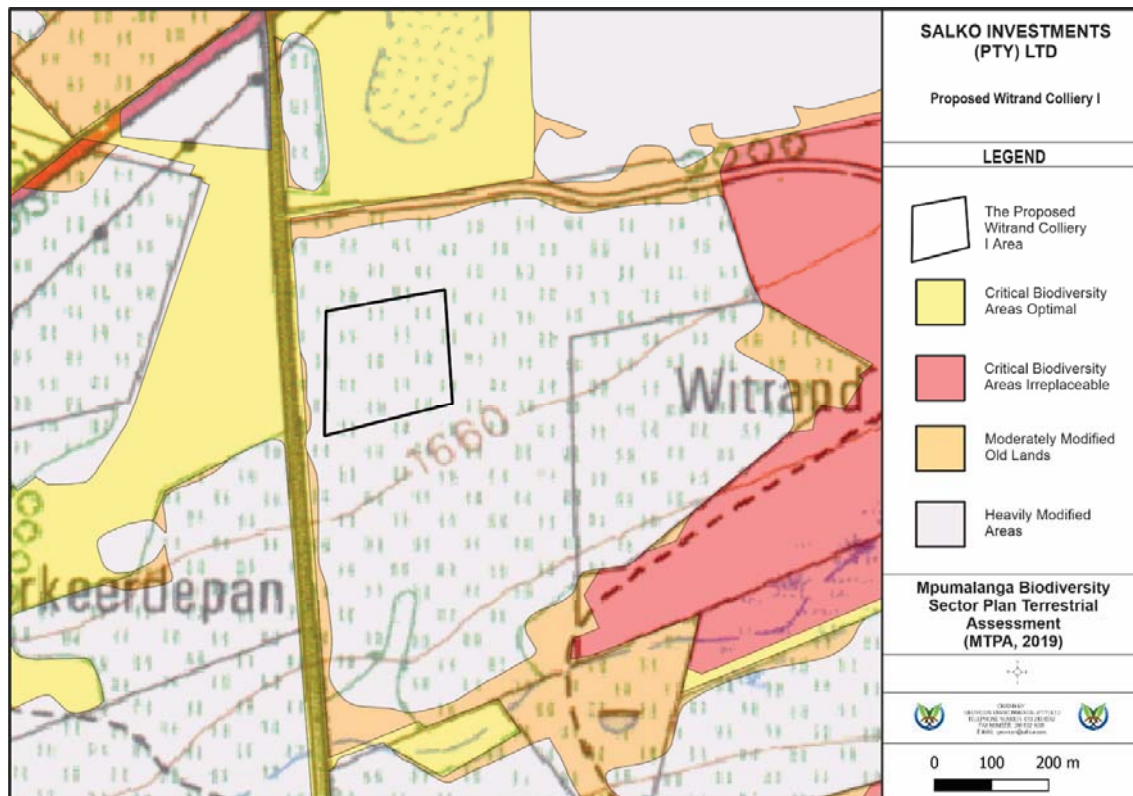 Witrand
1660
rkeerdepan
SALKO INVESTMENTS
(PTY) LTD
Proposed Witrand Colliery I
LEGEND
The Proposed
Witrand Colliery
I Area
Critical Biodiversity
Areas Optimal
Critical Biodiversity
Areas Irreplaceable
Moderately Modified
Old Lands
Heavily Modified
Areas
Mpumalanga Biodiversity
Sector Plan Terrestrial
Assessment
(MTPA, 2019)
0 100 200 m